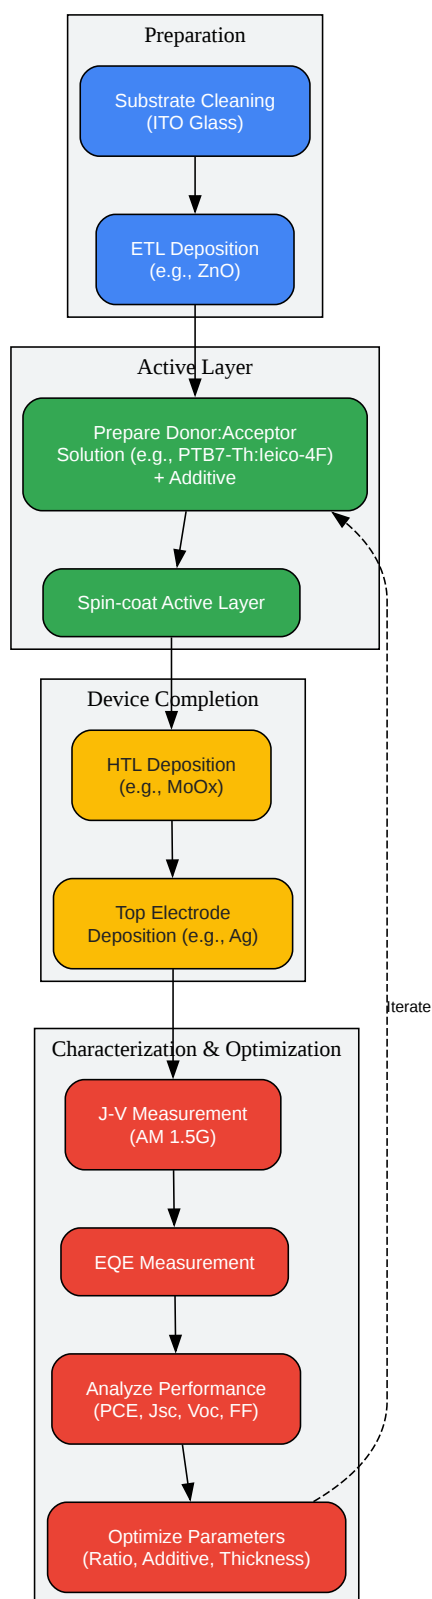 Preparation
Substrate Cleaning
(ITO Glass)
ETL Deposition
(e.g., ZnO)
Active Layer
Prepare Donor:Acceptor
Solution (e.g., PTB7-Th:Ieico-4F)
+ Additive
Spin-coat Active Layer
Device Completion
HTL Deposition
(e.g., MoOx)
Top Electrode
Deposition (e.g., Ag)
Iterate
Characterization & Optimization
J-V Measurement
(AM 1.5G)
EQE Measurement
Analyze Performance
(PCE, Jsc, Voc, FF)
Optimize Parameters
(Ratio, Additive, Thickness)